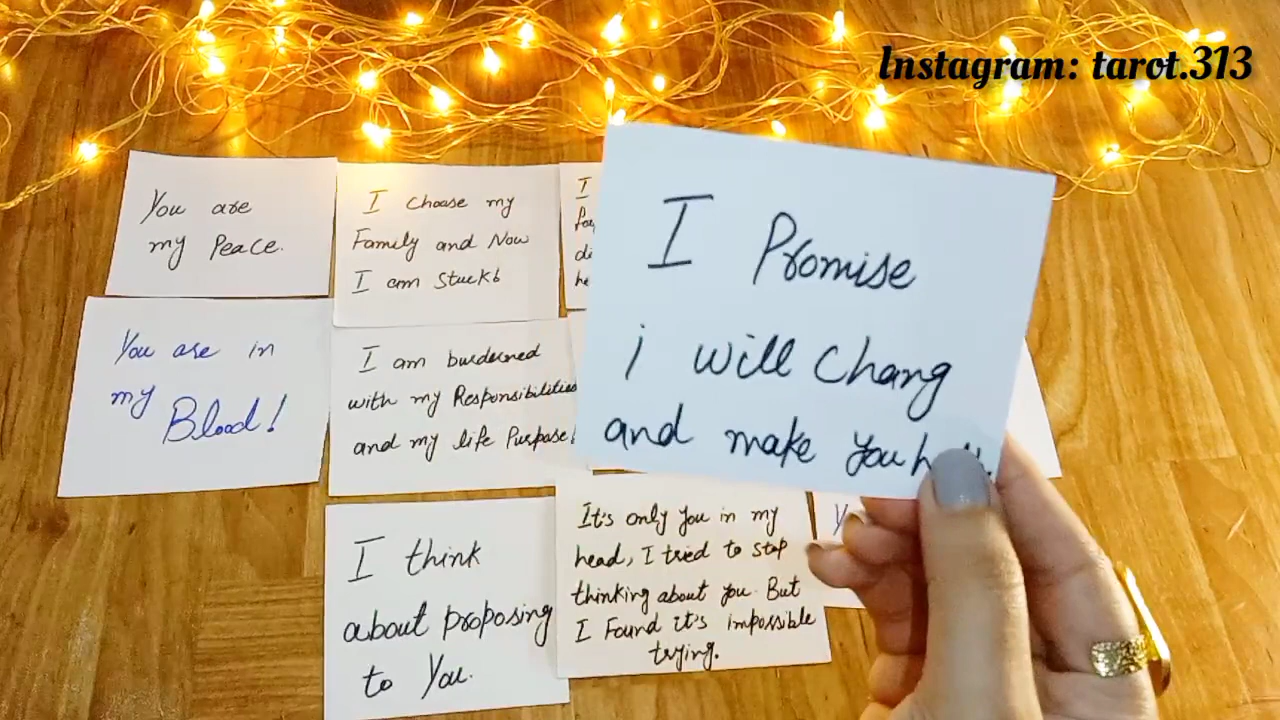 Instagram: tarot.313
You are
my Peace.
I choose my
Family and Now
I am Stuck!
I
You are in
my
Blood!
I am burdened
with my Responsibilities
and my life Purpose!
I Promise
i will Chang
and make you
I think
about proposing
to You.
It's only you in my
head, I tried to stop
thinking about you. But
I Found it's impossible
trying.